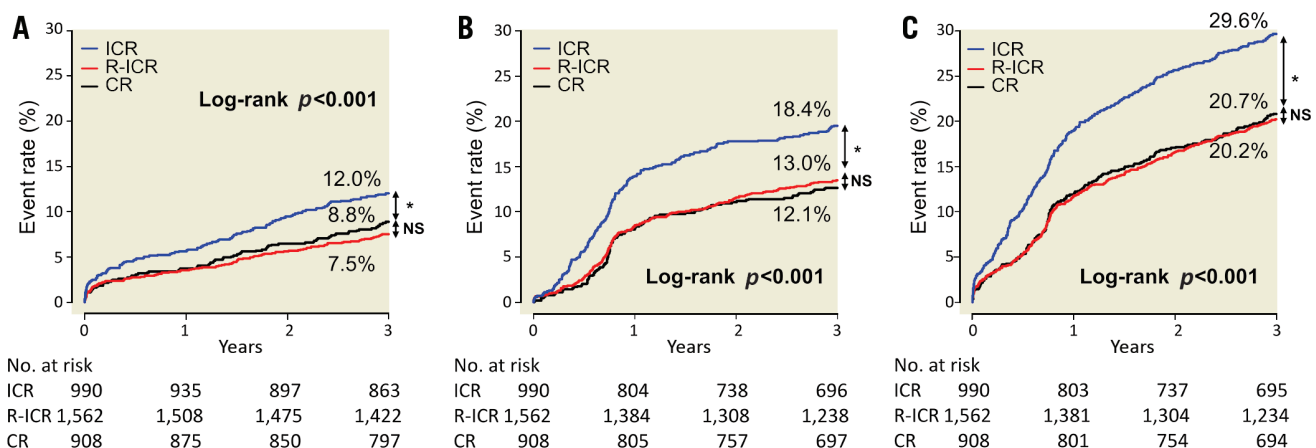 A
30
25
20
15
10
5
0
Event rate (%)
ICR
R-ICR
CR
Log-rank p<0.001
12.0%
8.8%
7.5%
*
NS
0 1 2 3
Years
No. at risk
ICR 990 935 897 863
R-ICR 1,562 1,508 1,475 1,422
CR 908 875 850 797
B
30
25
20
15
10
5
0
Event rate (%)
ICR
R-ICR
CR
18.4%
13.0%
12.1%
*
NS
Log-rank p<0.001
0 1 2 3
Years
No. at risk
ICR 990 804 738 696
R-ICR 1,562 1,384 1,308 1,238
CR 908 805 757 697
C
30
25
20
15
10
5
0
Event rate (%)
ICR
R-ICR
CR
29.6%
20.7%
20.2%
*
NS
Log-rank p<0.001
0 1 2 3
Years
No. at risk
ICR 990 803 737 695
R-ICR 1,562 1,381 1,304 1,234
CR 908 801 754 694